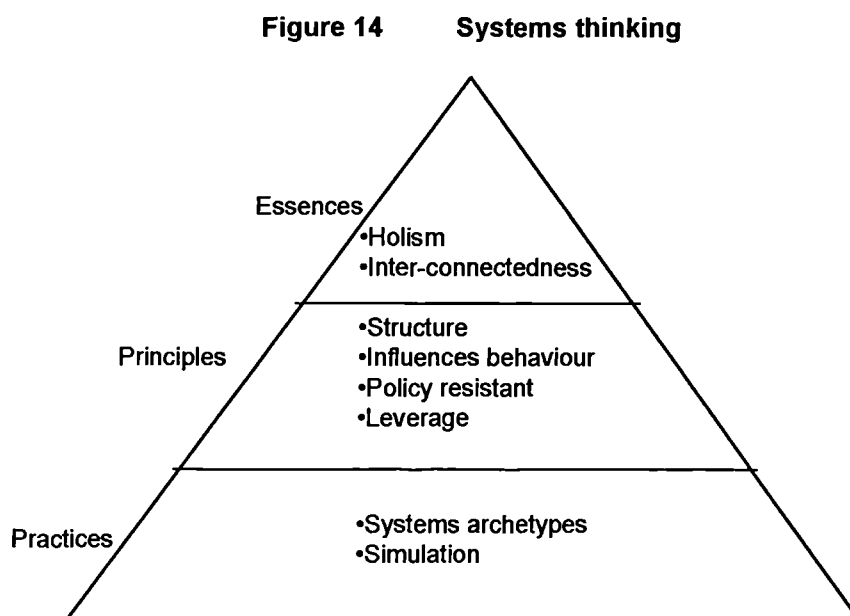 Figure 14 Systems thinking
Essences
•Holism
•Inter-connectedness
Principles
•Structure
•Influences behaviour
•Policy resistant
•Leverage
Practices
•Systems archetypes
•Simulation